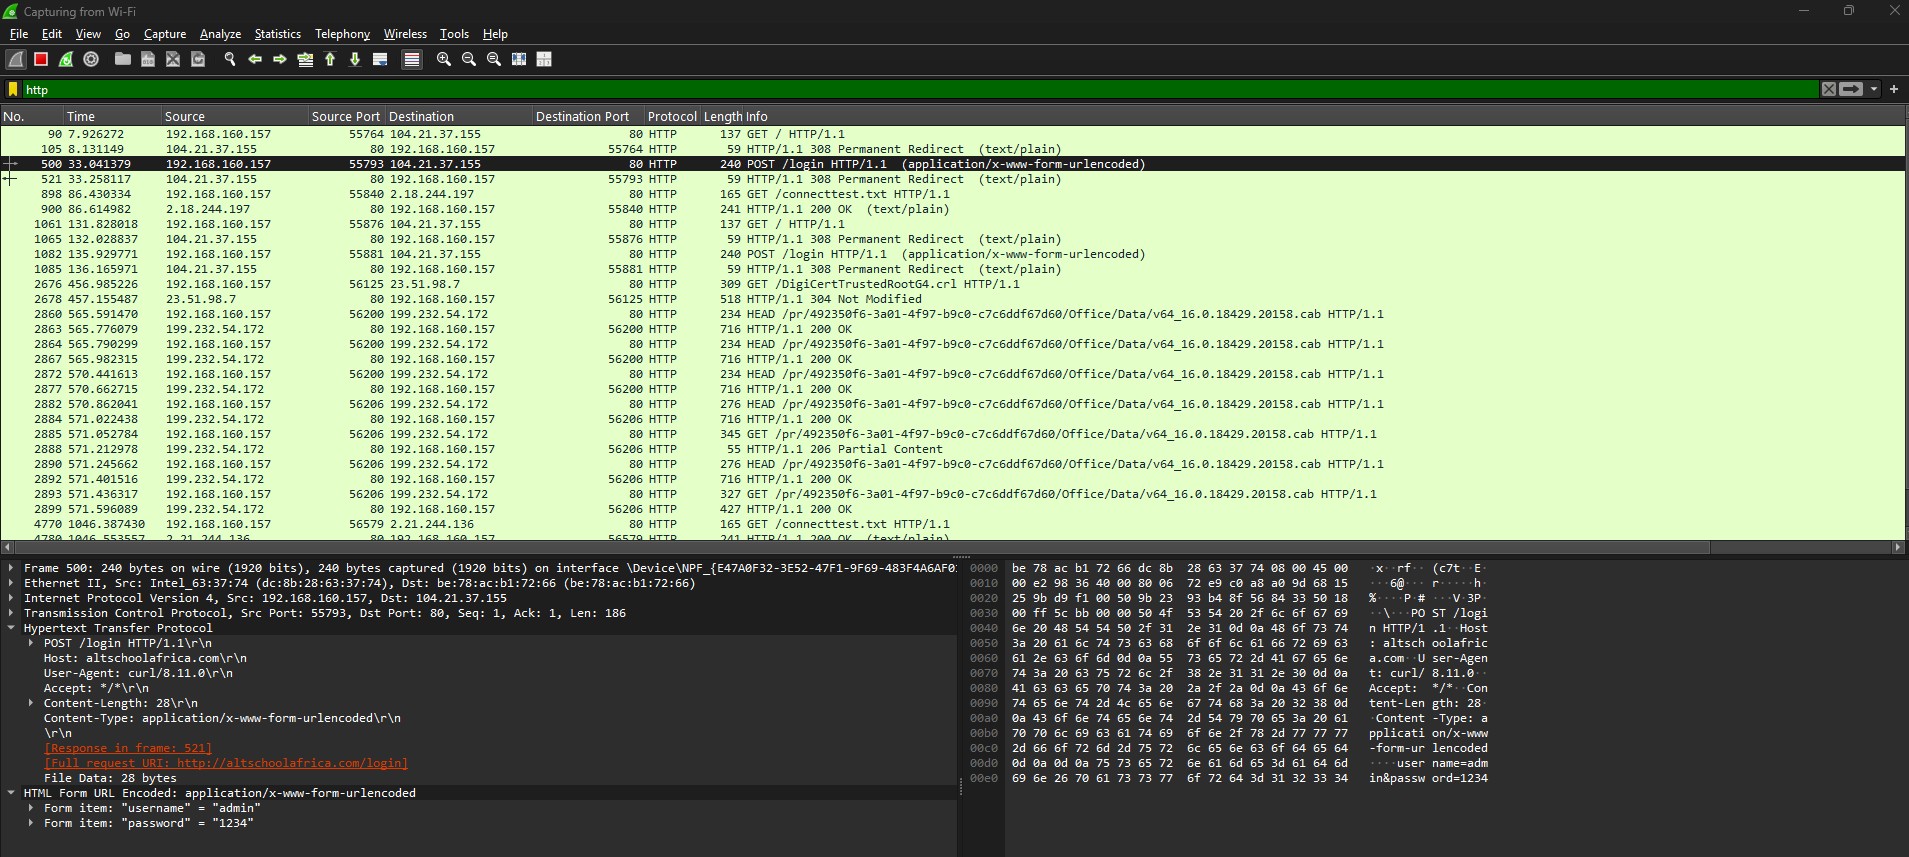 Capturing from Wi-Fi
File Edit View Go Capture Analyze Statistics Telephony Wireless Tools Help
http
No. Time Source Source Port Destination Destination Port Protocol Length Info
90 7.926272 192.168.160.157 55764 104.21.37.155 80 HTTP 137 GET / HTTP/1.1
105 8.131149 104.21.37.155 80 192.168.160.157 55764 HTTP 59 HTTP/1.1 308 Permanent Redirect (text/plain)
500 33.041379 192.168.160.157 55793 104.21.37.155 80 HTTP 240 POST /login HTTP/1.1 (application/x-www-form-urlencoded)
521 33.258117 104.21.37.155 80 192.168.160.157 55793 HTTP 59 HTTP/1.1 308 Permanent Redirect (text/plain)
898 86.430334 192.168.160.157 55840 2.18.244.197 80 HTTP 165 GET /connecttest.txt HTTP/1.1
900 86.614982 2.18.244.197 80 192.168.160.157 55840 HTTP 241 HTTP/1.1 200 OK (text/plain)
1061 131.828018 192.168.160.157 55876 104.21.37.155 80 HTTP 137 GET / HTTP/1.1
1065 132.028837 104.21.37.155 80 192.168.160.157 55876 HTTP 59 HTTP/1.1 308 Permanent Redirect (text/plain)
1082 135.929771 192.168.160.157 55881 104.21.37.155 80 HTTP 240 POST /login HTTP/1.1 (application/x-www-form-urlencoded)
1085 136.165971 104.21.37.155 80 192.168.160.157 55881 HTTP 59 HTTP/1.1 308 Permanent Redirect (text/plain)
2676 456.985226 192.168.160.157 56125 23.51.98.7 80 HTTP 309 GET /DigiCertTrustedRootG4.crl HTTP/1.1
2678 457.155487 23.51.98.7 80 192.168.160.157 56125 HTTP 518 HTTP/1.1 304 Not Modified
2860 565.591470 192.168.160.157 56200 199.232.54.172 80 HTTP 234 HEAD /pr/492350f6-3a01-4f97-b9c0-c7c6ddf67d60/Office/Data/v64_16.0.18429.20158.cab HTTP/1.1
2863 565.776079 199.232.54.172 80 192.168.160.157 56200 HTTP 716 HTTP/1.1 200 OK
2864 565.790299 192.168.160.157 56200 199.232.54.172 80 HTTP 234 HEAD /pr/492350f6-3a01-4f97-b9c0-c7c6ddf67d60/Office/Data/v64_16.0.18429.20158.cab HTTP/1.1
2867 565.982315 199.232.54.172 80 192.168.160.157 56200 HTTP 716 HTTP/1.1 200 OK
2872 570.441613 192.168.160.157 56200 199.232.54.172 80 HTTP 234 HEAD /pr/492350f6-3a01-4f97-b9c0-c7c6ddf67d60/Office/Data/v64_16.0.18429.20158.cab HTTP/1.1
2877 570.662715 199.232.54.172 80 192.168.160.157 56200 HTTP 716 HTTP/1.1 200 OK
2882 570.862041 192.168.160.157 56206 199.232.54.172 80 HTTP 276 HEAD /pr/492350f6-3a01-4f97-b9c0-c7c6ddf67d60/Office/Data/v64_16.0.18429.20158.cab HTTP/1.1
2884 571.022438 199.232.54.172 80 192.168.160.157 56206 HTTP 716 HTTP/1.1 200 OK
2885 571.052784 192.168.160.157 56206 199.232.54.172 80 HTTP 345 GET /pr/492350f6-3a01-4f97-b9c0-c7c6ddf67d60/Office/Data/v64_16.0.18429.20158.cab HTTP/1.1
2888 571.212978 199.232.54.172 80 192.168.160.157 56206 HTTP 55 HTTP/1.1 206 Partial Content
2890 571.245662 192.168.160.157 56206 199.232.54.172 80 HTTP 276 HEAD /pr/492350f6-3a01-4f97-b9c0-c7c6ddf67d60/Office/Data/v64_16.0.18429.20158.cab HTTP/1.1
2892 571.401516 199.232.54.172 80 192.168.160.157 56206 HTTP 716 HTTP/1.1 200 OK
2893 571.436317 192.168.160.157 56206 199.232.54.172 80 HTTP 327 GET /pr/492350f6-3a01-4f97-b9c0-c7c6ddf67d60/Office/Data/v64_16.0.18429.20158.cab HTTP/1.1
2899 571.596089 199.232.54.172 80 192.168.160.157 56206 HTTP 427 HTTP/1.1 200 OK
4770 1046.387430 192.168.160.157 56579 2.21.244.136 80 HTTP 165 GET /connecttest.txt HTTP/1.1
4780 1046.553557 2.21.244.136 80 192.168.160.157 56579 HTTP 241 HTTP/1.1 200 OK (text/plain)
Frame 500: 240 bytes on wire (1920 bits), 240 bytes captured (1920 bits) on interface \Device\NPF_{E47A0F32-3E52-47F1-9F69-483F4A6AF0
Ethernet II, Src: Intel_63:37:74 (dc:8b:28:63:37:74), Dst: be:78:ac:b1:72:66 (be:78:ac:b1:72:66)
Internet Protocol Version 4, Src: 192.168.160.157, Dst: 104.21.37.155
Transmission Control Protocol, Src Port: 55793, Dst Port: 80, Seq: 1, Ack: 1, Len: 186
Hypertext Transfer Protocol
POST /login HTTP/1.1\r\n
Host: altschoolafrica.com\r\n
User-Agent: curl/8.11.0\r\n
Accept: */*\r\n
Content-Length: 28\r\n
Content-Type: application/x-www-form-urlencoded\r\n
\r\n
[Response in frame: 521]
[Full request URI: http://altschoolafrica.com/login]
File Data: 28 bytes
HTML Form URL Encoded: application/x-www-form-urlencoded
Form item: "username" = "admin"
Form item: "password" = "1234"
0000 be 78 ac b1 72 66 dc 8b 28 63 37 74 08 00 45 00 ·x··rf·· (c7t··E·
0010 00 e2 98 36 40 00 80 06 72 e9 c0 a8 a0 9d 68 15 ···6@··· r·····h·
0020 25 9b d9 f1 00 50 9b 23 93 b4 8f 56 84 33 50 18 %····P·# ···V·3P·
0030 00 ff 5c bb 00 00 50 4f 53 54 20 2f 6c 6f 67 69 ··\···PO ST /logi
0040 6e 20 48 54 54 50 2f 31 2e 31 0d 0a 48 6f 73 74 n HTTP/1 .1··Host
0050 3a 20 61 6c 74 73 63 68 6f 6f 6c 61 66 72 69 63 : altsch oolafric
0060 61 2e 63 6f 6d 0d 0a 55 73 65 72 2d 41 67 65 6e a.com··U ser-Agen
0070 74 3a 20 63 75 72 6c 2f 38 2e 31 31 2e 30 0d 0a t: curl/ 8.11.0··
0080 41 63 63 65 70 74 3a 20 2a 2f 2a 0d 0a 43 6f 6e Accept:  */*··Con
0090 74 65 6e 74 2d 4c 65 6e 67 74 68 3a 20 32 38 0d tent-Len gth: 28·
00a0 0a 43 6f 6e 74 65 6e 74 2d 54 79 70 65 3a 20 61 ·Content -Type: a
00b0 70 70 6c 69 63 61 74 69 6f 6e 2f 78 2d 77 77 77 pplicati on/x-www
00c0 2d 66 6f 72 6d 2d 75 72 6c 65 6e 63 6f 64 65 64 -form-ur lencoded
00d0 0d 0a 0d 0a 75 73 65 72 6e 61 6d 65 3d 61 64 6d ····user name=adm
00e0 69 6e 26 70 61 73 73 77 6f 72 64 3d 31 32 33 34 in&passw ord=1234